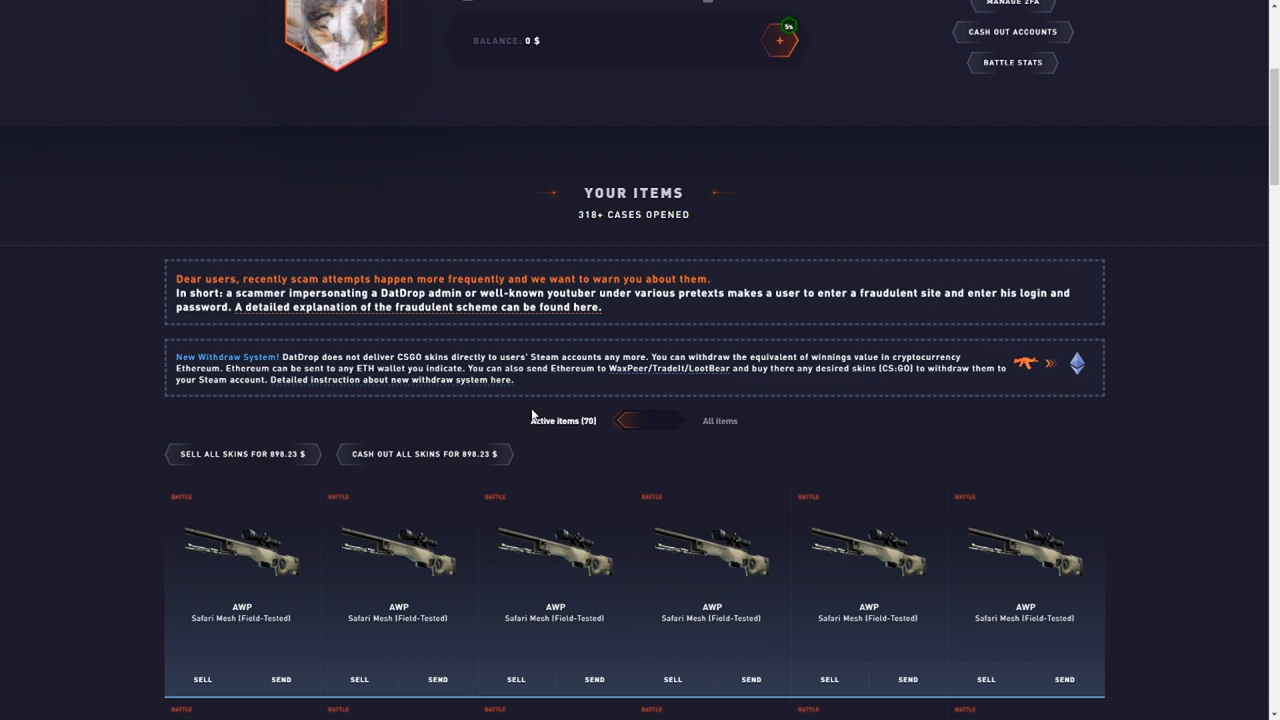 MANAGE 2FA
5%
BALANCE: 0 $
+
CASH OUT ACCOUNTS
BATTLE STATS
YOUR ITEMS
318+ CASES OPENED
Dear users, recently scam attempts happen more frequently and we want to warn you about them.
In short: a scammer impersonating a DatDrop admin or well-known youtuber under various pretexts makes a user to enter a fraudulent site and enter his login and
password. A detailed explanation of the fraudulent scheme can be found here.
New Withdraw System! DatDrop does not deliver CSGO skins directly to users' Steam accounts any more. You can withdraw the equivalent of winnings value in cryptocurrency
Ethereum. Ethereum can be sent to any ETH wallet you indicate. You can also send Ethereum to WaxPeer/TradeIt/LootBear and buy there any desired skins (CS:GO) to withdraw them to
your Steam account. Detailed instruction about new withdraw system here.
Active items (70) All items
SELL ALL SKINS FOR 898.23 $ CASH OUT ALL SKINS FOR 898.23 $
BATTLE BATTLE BATTLE BATTLE BATTLE BATTLE
AWP AWP AWP AWP AWP AWP
Safari Mesh (Field-Tested) Safari Mesh (Field-Tested) Safari Mesh (Field-Tested) Safari Mesh (Field-Tested) Safari Mesh (Field-Tested) Safari Mesh (Field-Tested)
SELL SEND SELL SEND SELL SEND SELL SEND SELL SEND SELL SEND
BATTLE BATTLE BATTLE BATTLE BATTLE BATTLE